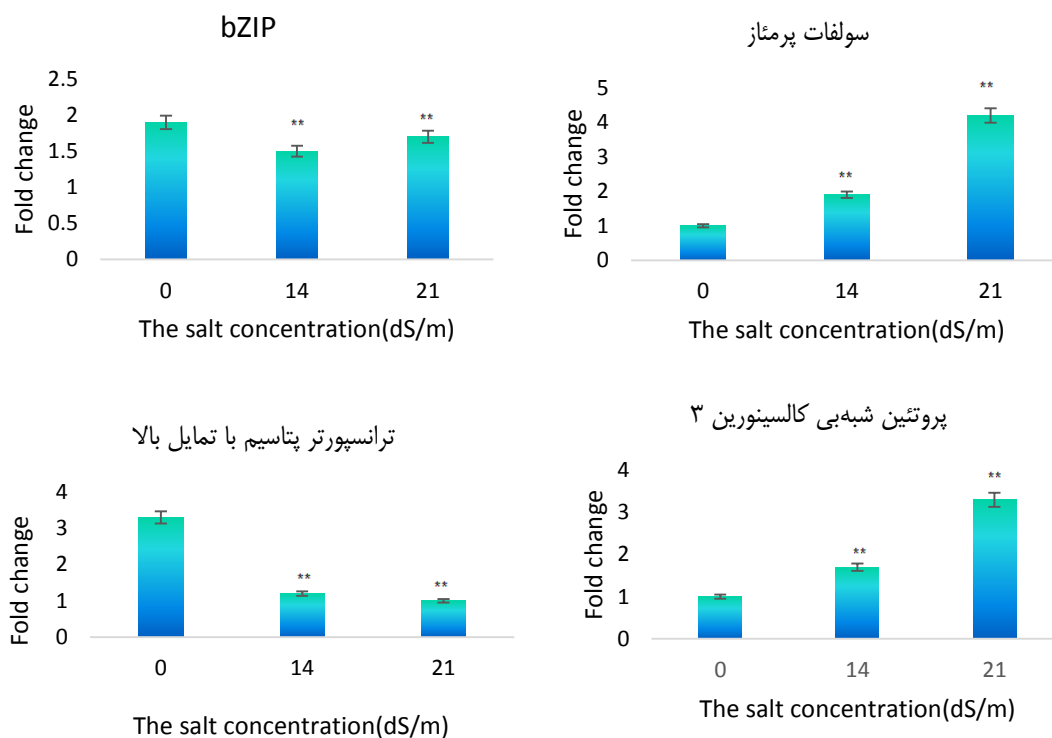 bZIP
2.5
2
1.5
1
0.5
0
Fold change
**
**
0 14 21
The salt concentration(dS/m)
سولفات پرمئاز
5
4
3
2
1
0
Fold change
**
**
0 14 21
The salt concentration(dS/m)
ترانسپورتر پتاسیم با تمایل بالا
4
3
2
1
0
Fold change
**
**
0 14 21
The salt concentration(dS/m)
پروتئین شبه‌بی کالسینورین ۳
4
3
2
1
0
Fold change
**
**
0 14 21
The salt concentration(dS/m)